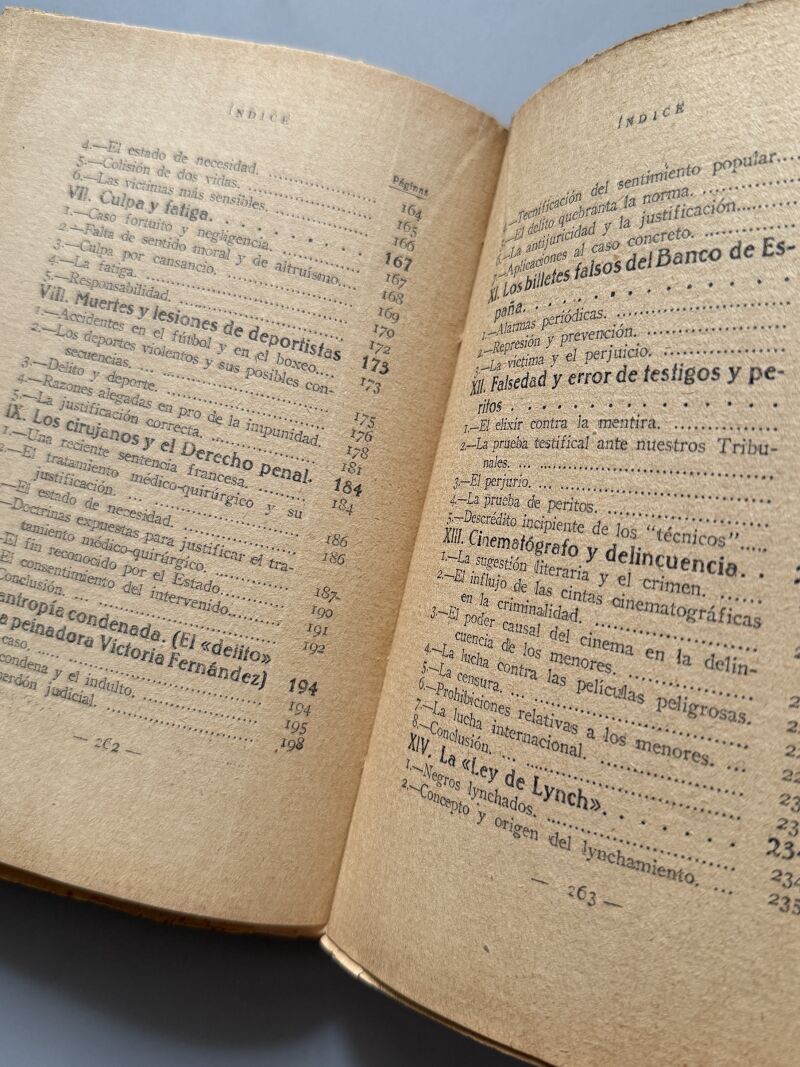 ÍNDICE
Páginas
4.—El estado de necesidad. 164
5.—Colisión de dos vidas. 165
6.—Las víctimas más sensibles. 166
VII. Culpa y fatiga. 167
1.—Caso fortuito y negligencia. 167
2.—Falta de sentido moral y de altruismo. 168
3.—Culpa por cansancio. 169
4.—La fatiga. 170
5.—Responsabilidad. 172
VIII. Muertes y lesiones de deportistas 173
1.—Accidentes en el fútbol y en el boxeo. 173
2.—Los deportes violentos y sus posibles con-
secuencias. 175
3.—Delito y deporte. 176
4.—Razones alegadas en pro de la impunidad. 178
5.—La justificación correcta. 181
IX. Los cirujanos y el Derecho penal. 184
1.—Una reciente sentencia francesa. 184
2.—El tratamiento médico-quirúrgico y su
justificación. 186
—El estado de necesidad. 186
—Doctrinas expuestas para justificar el tra-
tamiento médico-quirúrgico. 187
El fin reconocido por el Estado. 190
El consentimiento del intervenido. 191
Conclusión. 192
antropía condenada. (El «delito»
a peinadora Victoria Fernández) 194
caso. 194
condena y el indulto. 195
perdón judicial. 198
— 262 —
ÍNDICE
—Tecnificación del sentimiento popular.
—El delito quebranta la norma.
—La antijuricidad y la justificación.
—Aplicaciones al caso concreto.
XI. Los billetes falsos del Banco de Es-
paña.
1.—Alarmas periódicas.
2.—Represión y prevención.
3.—La víctima y el perjuicio.
XII. Falsedad y error de testigos y pe-
ritos
1.—El elixir contra la mentira.
2.—La prueba testifical ante nuestros Tribu-
nales.
3.—El perjurio.
4.—La prueba de peritos.
5.—Descrédito incipiente de los "técnicos".
XIII. Cinematógrafo y delincuencia.
1.—La sugestión literaria y el crimen.
2.—El influjo de las cintas cinematográficas
en la criminalidad.
3.—El poder causal del cinema en la delin-
cuencia de los menores.
4.—La lucha contra las películas peligrosas.
5.—La censura.
6.—Prohibiciones relativas a los menores.
7.—La lucha internacional.
8.—Conclusión.
XIV. La «Ley de Lynch». 234
1.—Negros lynchados. 234
2.—Concepto y origen del lynchamiento. 235
— 263 —